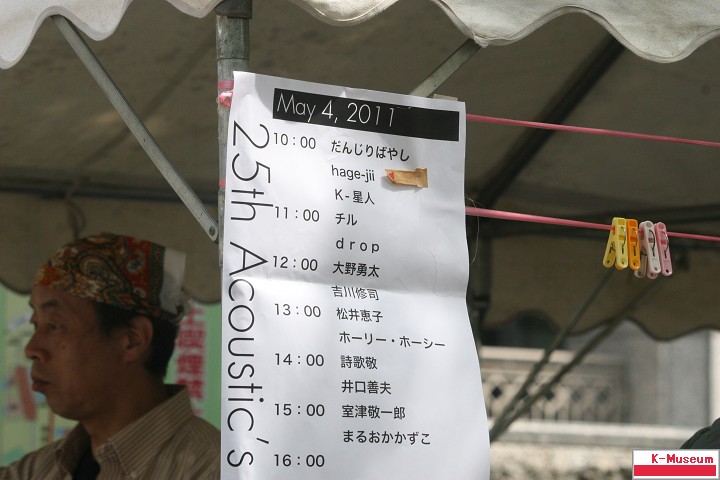 May 4, 2011
25th Acoustic's
10：00 だんじりばやし
hage-jii
K-星人
11：00 チル
drop
12：00 大野勇太
吉川修司
13：00 松井恵子
ホーリー・ホーシー
14：00 詩歌敬
井口善夫
15：00 室津敬一郎
まるおかかずこ
16：00
K-Museum